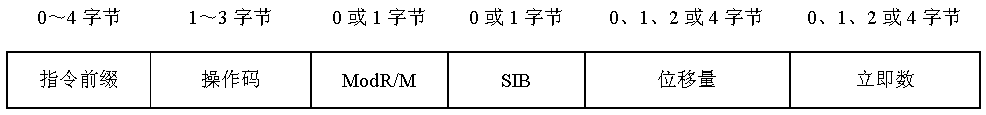 0～4 字节 1～3 字节 0 或 1 字节 0 或 1 字节 0、1、2 或 4 字节 0、1、2 或 4 字节
指令前缀 操作码 ModR/M SIB 位移量 立即数